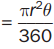 = πr²θ / 360